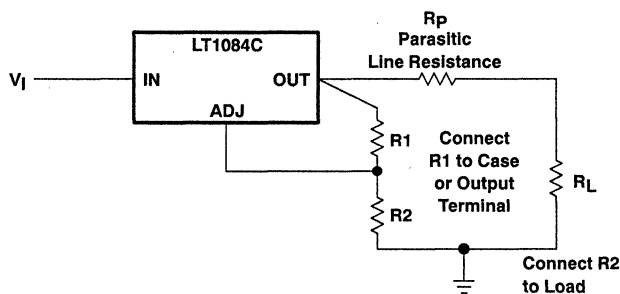 RP
Parasitic
Line Resistance
LT1084C
VI
IN
OUT
ADJ
R1
Connect
R1 to Case
or Output
Terminal
RL
R2
Connect R2
to Load